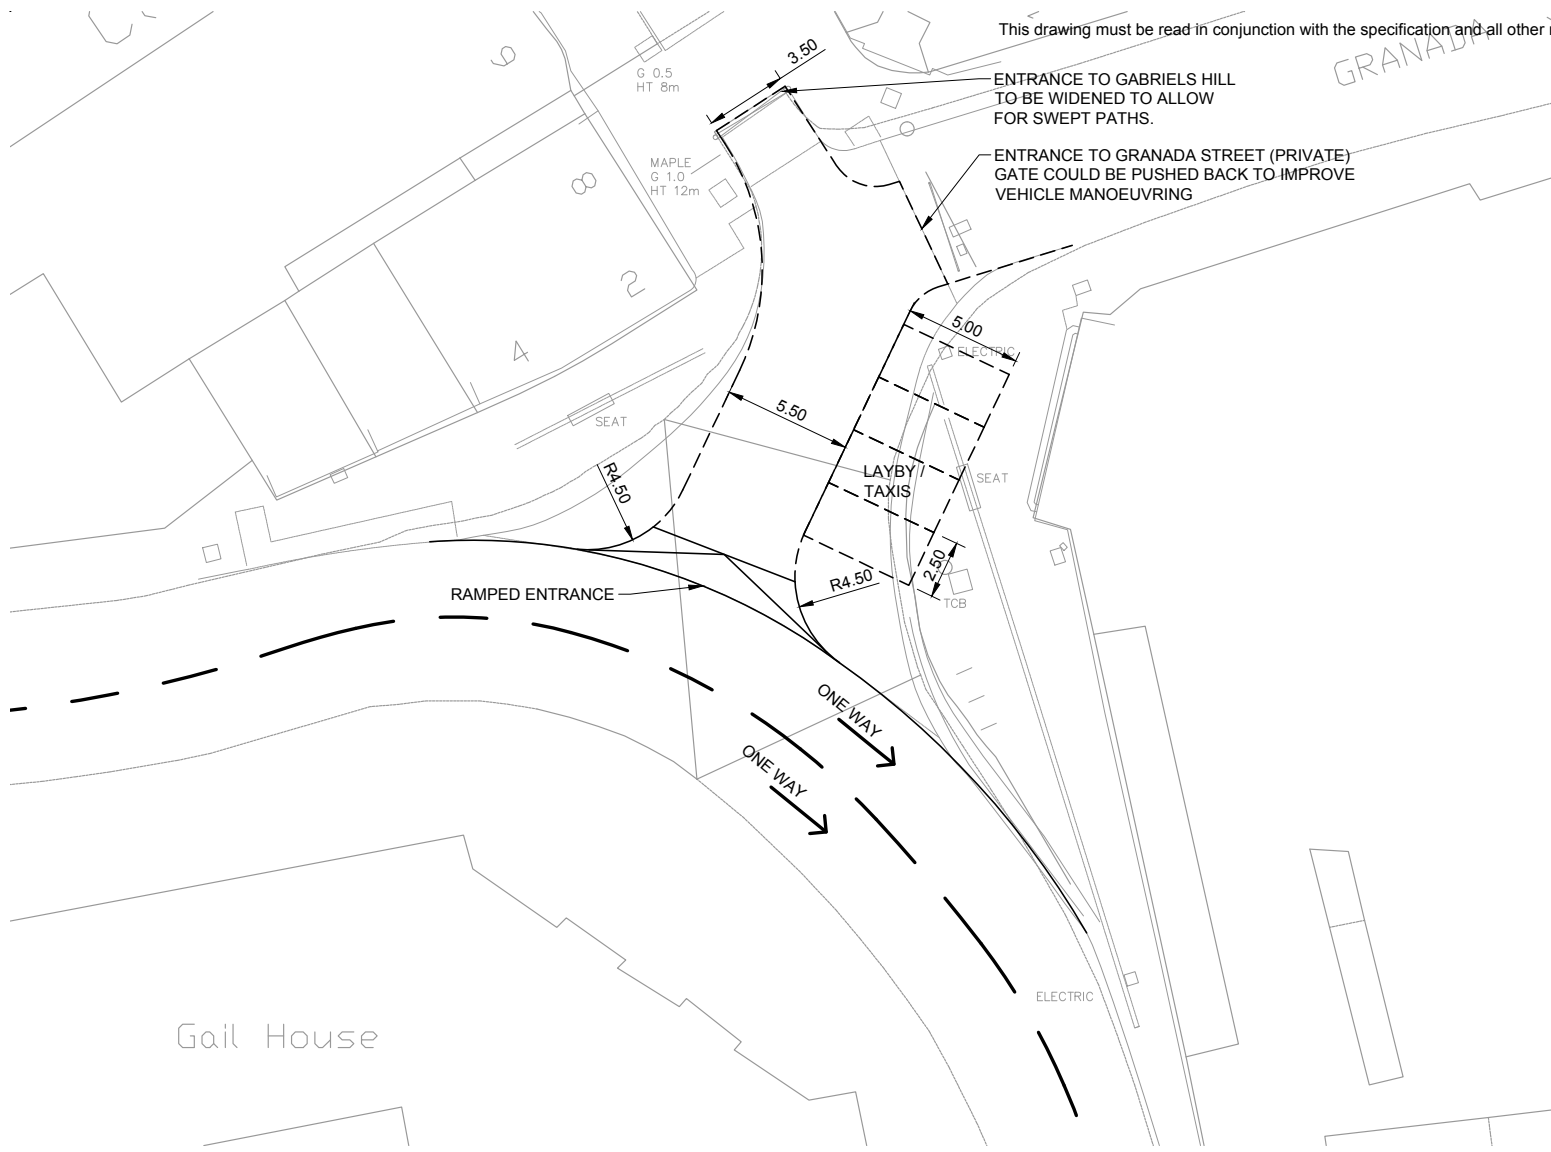 This drawing must be read in conjunction with the specification and all other
GRANADA
3.50
G 0.5
HT 8m
ENTRANCE TO GABRIELS HILL
TO BE WIDENED TO ALLOW
FOR SWEPT PATHS.
6
MAPLE
G 1.0
HT 12m
ENTRANCE TO GRANADA STREET (PRIVATE)
GATE COULD BE PUSHED BACK TO IMPROVE
VEHICLE MANOEUVRING
8
2
5.00
ELECTRIC
4
5.50
SEAT
R4.50
LAYBY /
TAXIS
SEAT
2.50
R4.50
RAMPED ENTRANCE
TCB
ONE WAY
ONE WAY
ELECTRIC
Gail House